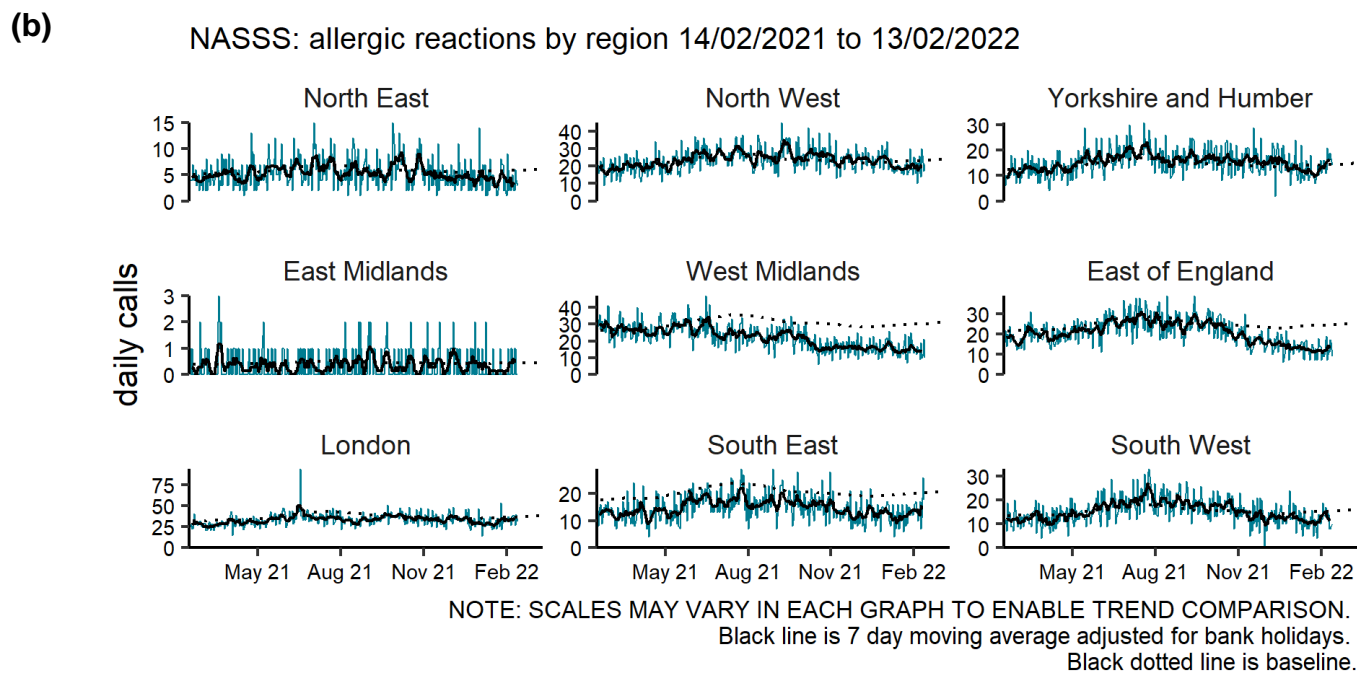 (b)
NASSS: allergic reactions by region 14/02/2021 to 13/02/2022
North East
North West
Yorkshire and Humber
15
10
5
0
40
30
20
10
0
30
20
10
0
daily calls
East Midlands
West Midlands
East of England
3
2
1
0
40
30
20
10
0
30
20
10
0
London
South East
South West
75
50
25
0
20
10
0
30
20
10
0
May 21 Aug 21 Nov 21 Feb 22
May 21 Aug 21 Nov 21 Feb 22
May 21 Aug 21 Nov 21 Feb 22
NOTE: SCALES MAY VARY IN EACH GRAPH TO ENABLE TREND COMPARISON.
Black line is 7 day moving average adjusted for bank holidays.
Black dotted line is baseline.